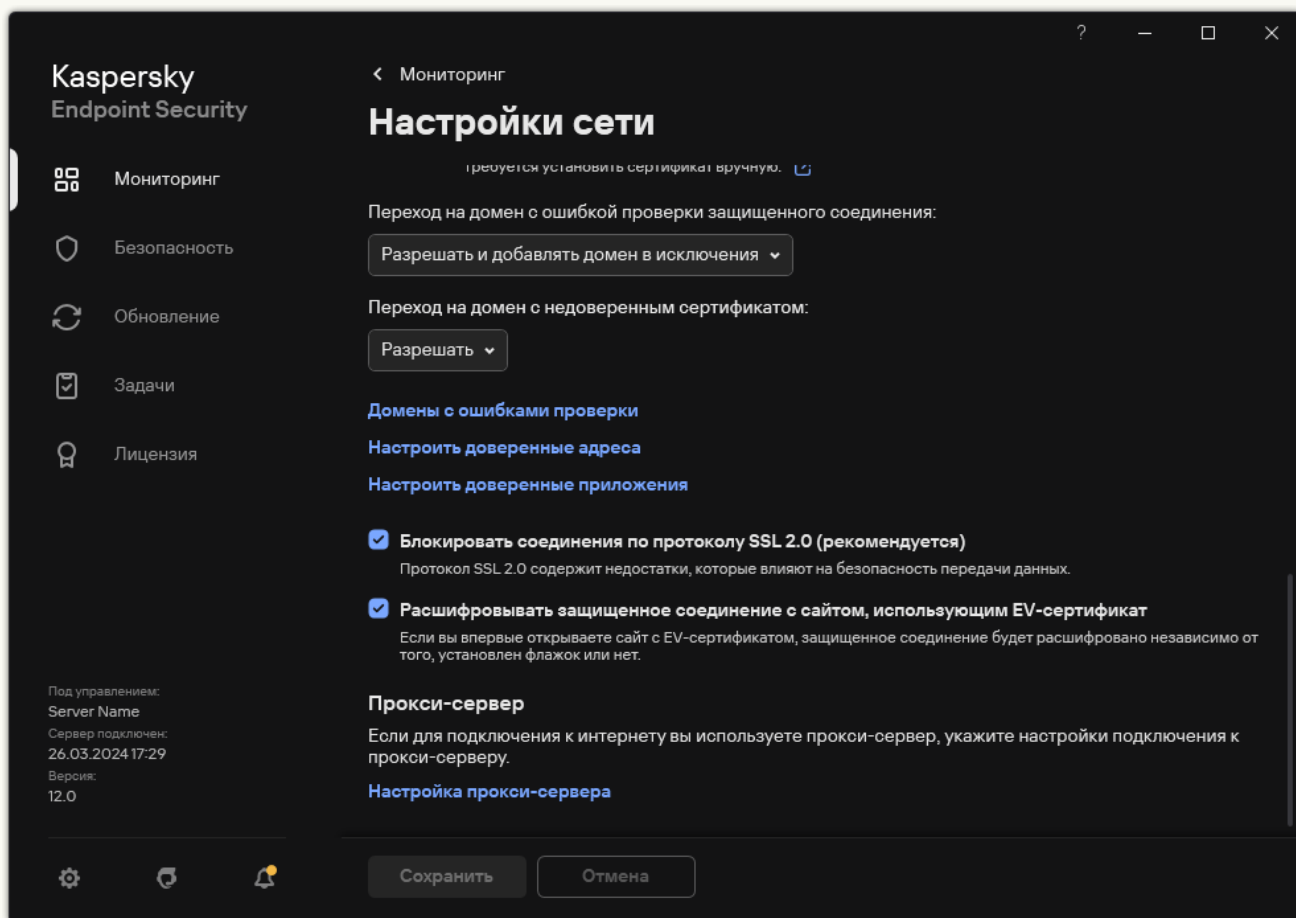 ?
Kaspersky
Endpoint Security
Мониторинг
Безопасность
Обновление
Задачи
Лицензия
Под управлением:
Server Name
Сервер подключен:
26.03.2024 17:29
Версия:
12.0
Мониторинг
Настройки сети
требуется установить сертификат вручную.
Переход на домен с ошибкой проверки защищенного соединения:
Разрешать и добавлять домен в исключения
Переход на домен с недоверенным сертификатом:
Разрешать
Домены с ошибками проверки
Настроить доверенные адреса
Настроить доверенные приложения
Блокировать соединения по протоколу SSL 2.0 (рекомендуется)
Протокол SSL 2.0 содержит недостатки, которые влияют на безопасность передачи данных.
Расшифровывать защищенное соединение с сайтом, использующим EV-сертификат
Если вы впервые открываете сайт с EV-сертификатом, защищенное соединение будет расшифровано независимо от
того, установлен флажок или нет.
Прокси-сервер
Если для подключения к интернету вы используете прокси-сервер, укажите настройки подключения к
прокси-серверу.
Настройка прокси-сервера
Сохранить
Отмена